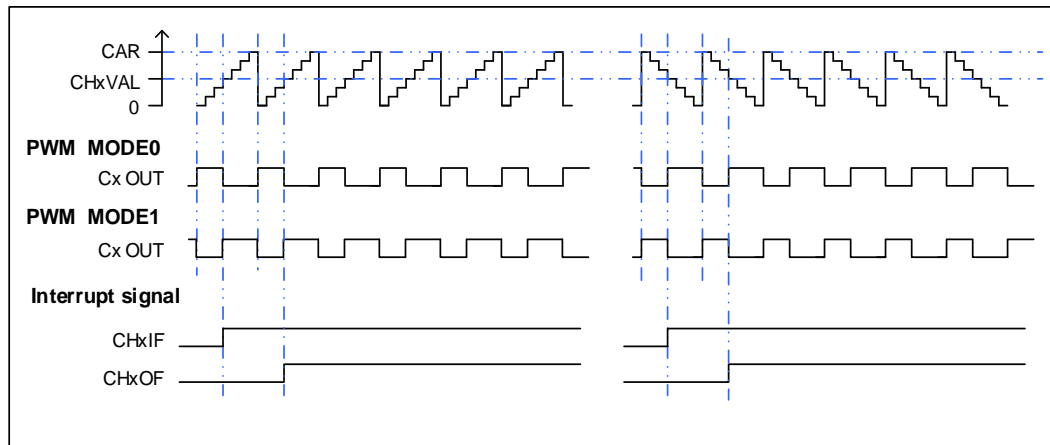 CAR
CHxVAL
0
PWM MODE0
Cx OUT
PWM MODE1
Cx OUT
Interrupt signal
CHxIF
CHxOF